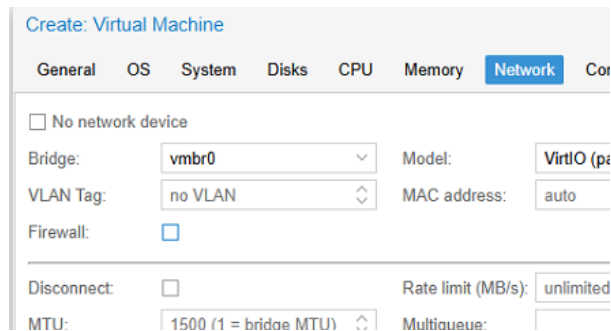 Create: Virtual Machine
General OS System Disks CPU Memory Network
No network device
Bridge: vmbr0 Model: VirtIO
VLAN Tag: no VLAN MAC address: auto
Firewall:
Disconnect: Rate limit (MB/s): unlimited
MTU: 1500 (1 = bridge MTU) Multiqueue: